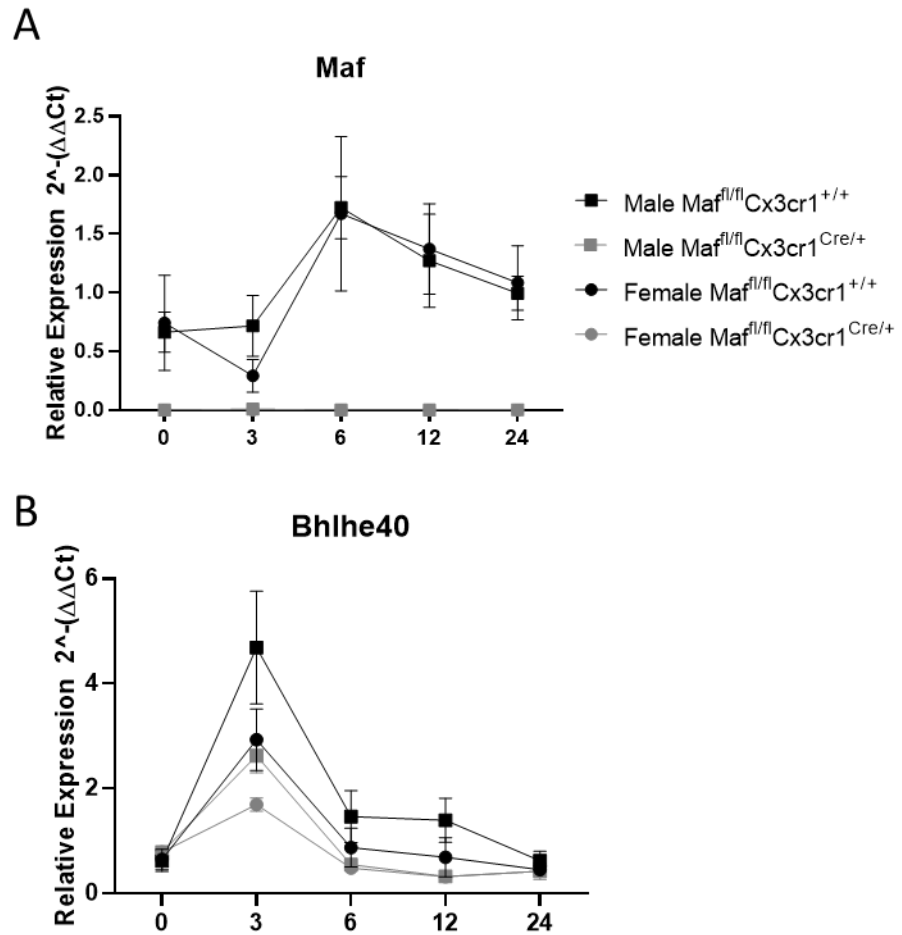 A
Maf
Relative Expression 2^-(ΔΔCt)
2.5
2.0
1.5
1.0
0.5
0.0
0 3 6 12 24
Male Maf^fl/fl Cx3cr1^+/+
Male Maf^fl/fl Cx3cr1^Cre/+
Female Maf^fl/fl Cx3cr1^+/+
Female Maf^fl/fl Cx3cr1^Cre/+
B
Bhlhe40
Relative Expression 2^-(ΔΔCt)
6
4
2
0
0 3 6 12 24